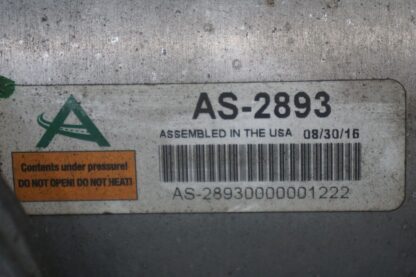 AS-2893
ASSEMBLED IN THE USA 08/30/16
Contents under pressure!
DO NOT OPEN! DO NOT HEAT!
AS-28930000001222